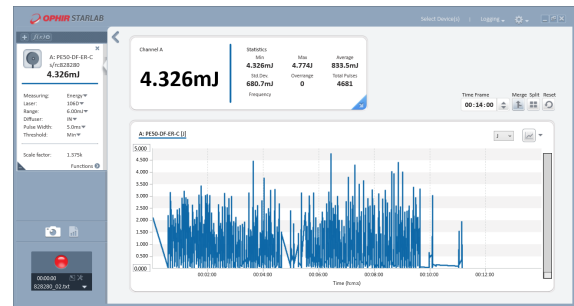 OPHIR STARLAB
Select Device(s) | Logging
+ f(x)Ξ
A: PE50-DF-ER-C
s/n:828280
4.326mJ
Measuring: Energy
Laser: 1060
Range: 6.00mJ
Diffuser: IN
Pulse Width: 5.0ms
Threshold: Min
Scale factor: 1.375k
Functions
00:00:00
828280_02.txt
Channel A
4.326mJ
Statistics
Min Max Average
4.326mJ 4.774J 833.5mJ
Std.Dev. Overrange Total Pulses
680.7mJ 0 4681
Frequency
Time Frame Merge Split Reset
00:14:00
A: PE50-DF-ER-C [J]
1
5.000
4.500
4.000
3.500
3.000
2.500
2.000
1.500
1.000
0.500
0.000
00:02:00 00:04:00 00:06:00 00:08:00 00:10:00 00:12:00
Time (h:m:s)